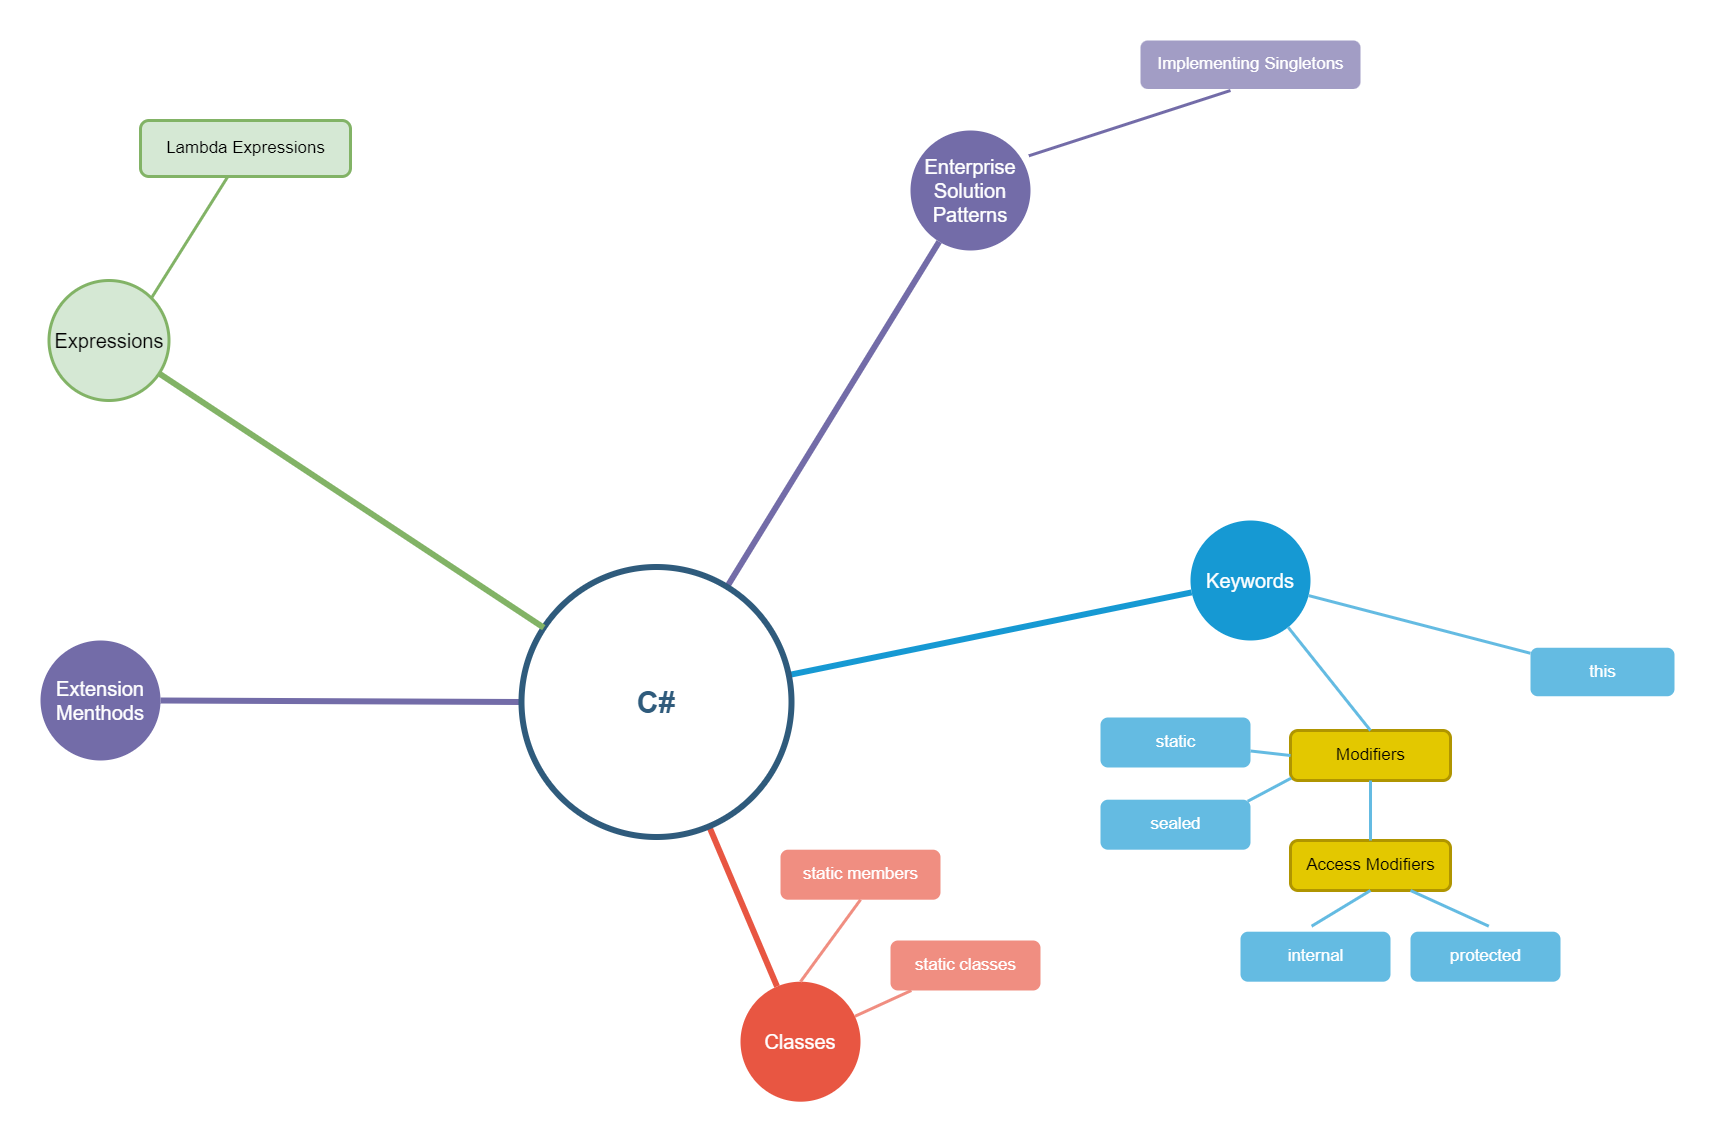 Implementing Singletons
Lambda Expressions
Enterprise
Solution
Patterns
Expressions
Keywords
this
Extension
Menthods
C#
static
Modifiers
sealed
Access Modifiers
static members
internal
protected
static classes
Classes